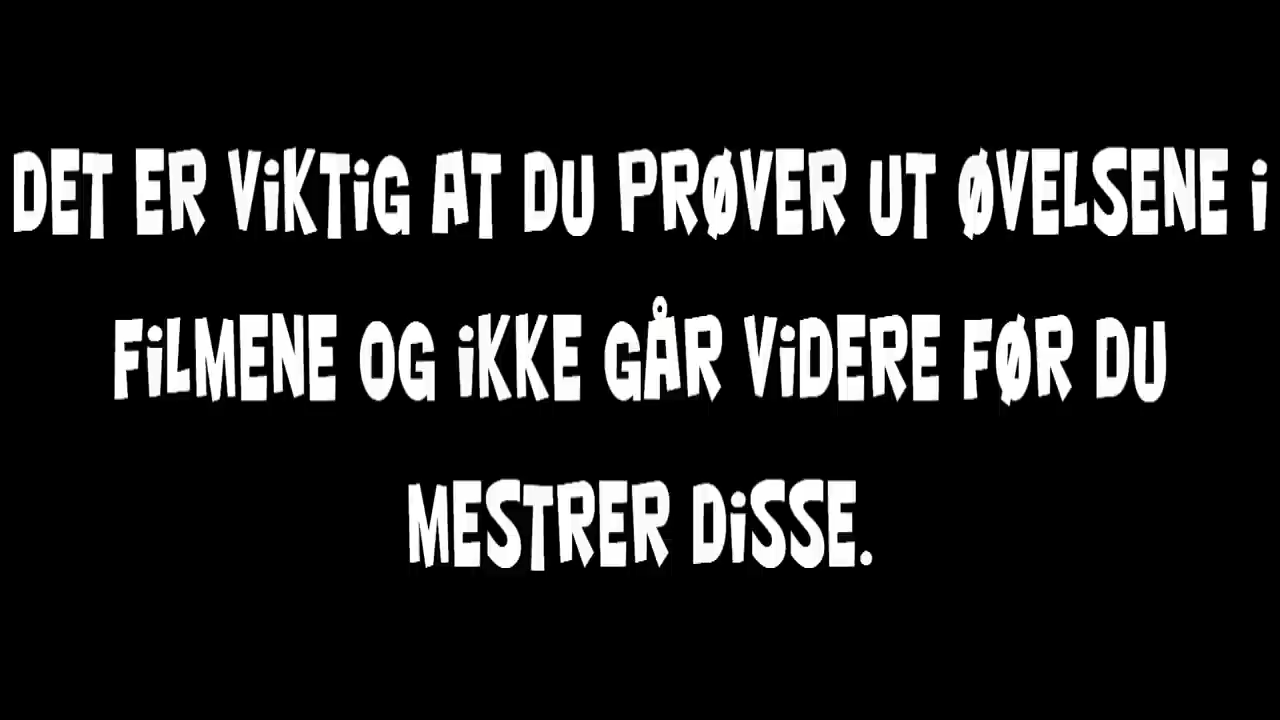 DET ER ViKTiG AT DU PRØVER UT ØVELSENE i
FiLMENE OG iKKE GÅR ViDERE FØR DU
MESTRER DiSSE.